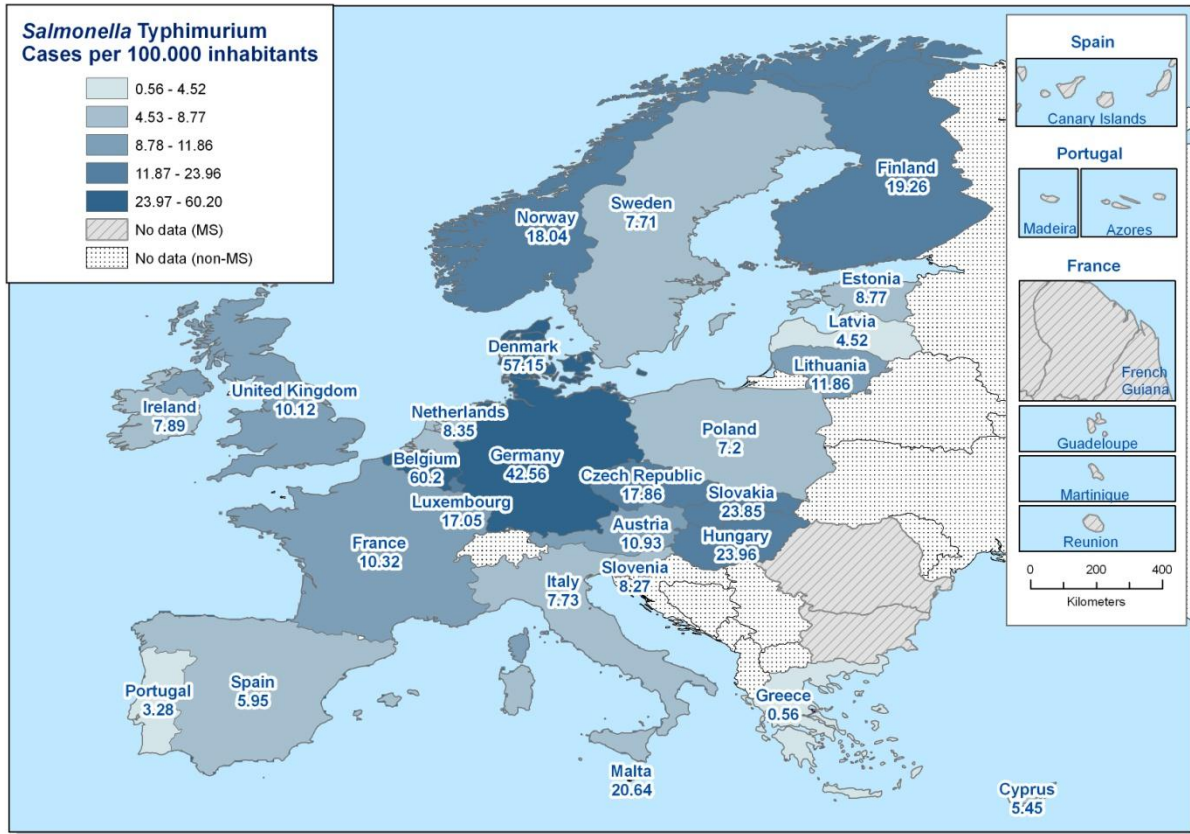 Salmonella Typhimurium
Cases per 100.000 inhabitants
0.56 - 4.52
4.53 - 8.77
8.78 - 11.86
11.87 - 23.96
23.97 - 60.20
No data (MS)
No data (non-MS)
Finland
19.26
Norway
18.04
Sweden
7.71
Estonia
8.77
Latvia
4.52
Denmark
57.15
Lithuania
11.86
United Kingdom
10.12
Ireland
7.89
Netherlands
8.35
Poland
7.2
Belgium
60.2
Germany
42.56
Czech Republic
17.86
Slovakia
23.85
Luxembourg
17.05
Austria
10.93
Hungary
23.96
France
10.32
Slovenia
8.27
Italy
7.73
Portugal
3.28
Spain
5.95
Greece
0.56
Malta
20.64
Cyprus
5.45
Spain
Canary Islands
Portugal
Madeira
Azores
France
French
Guiana
Guadeloupe
Martinique
Reunion
0 200 400
Kilometers